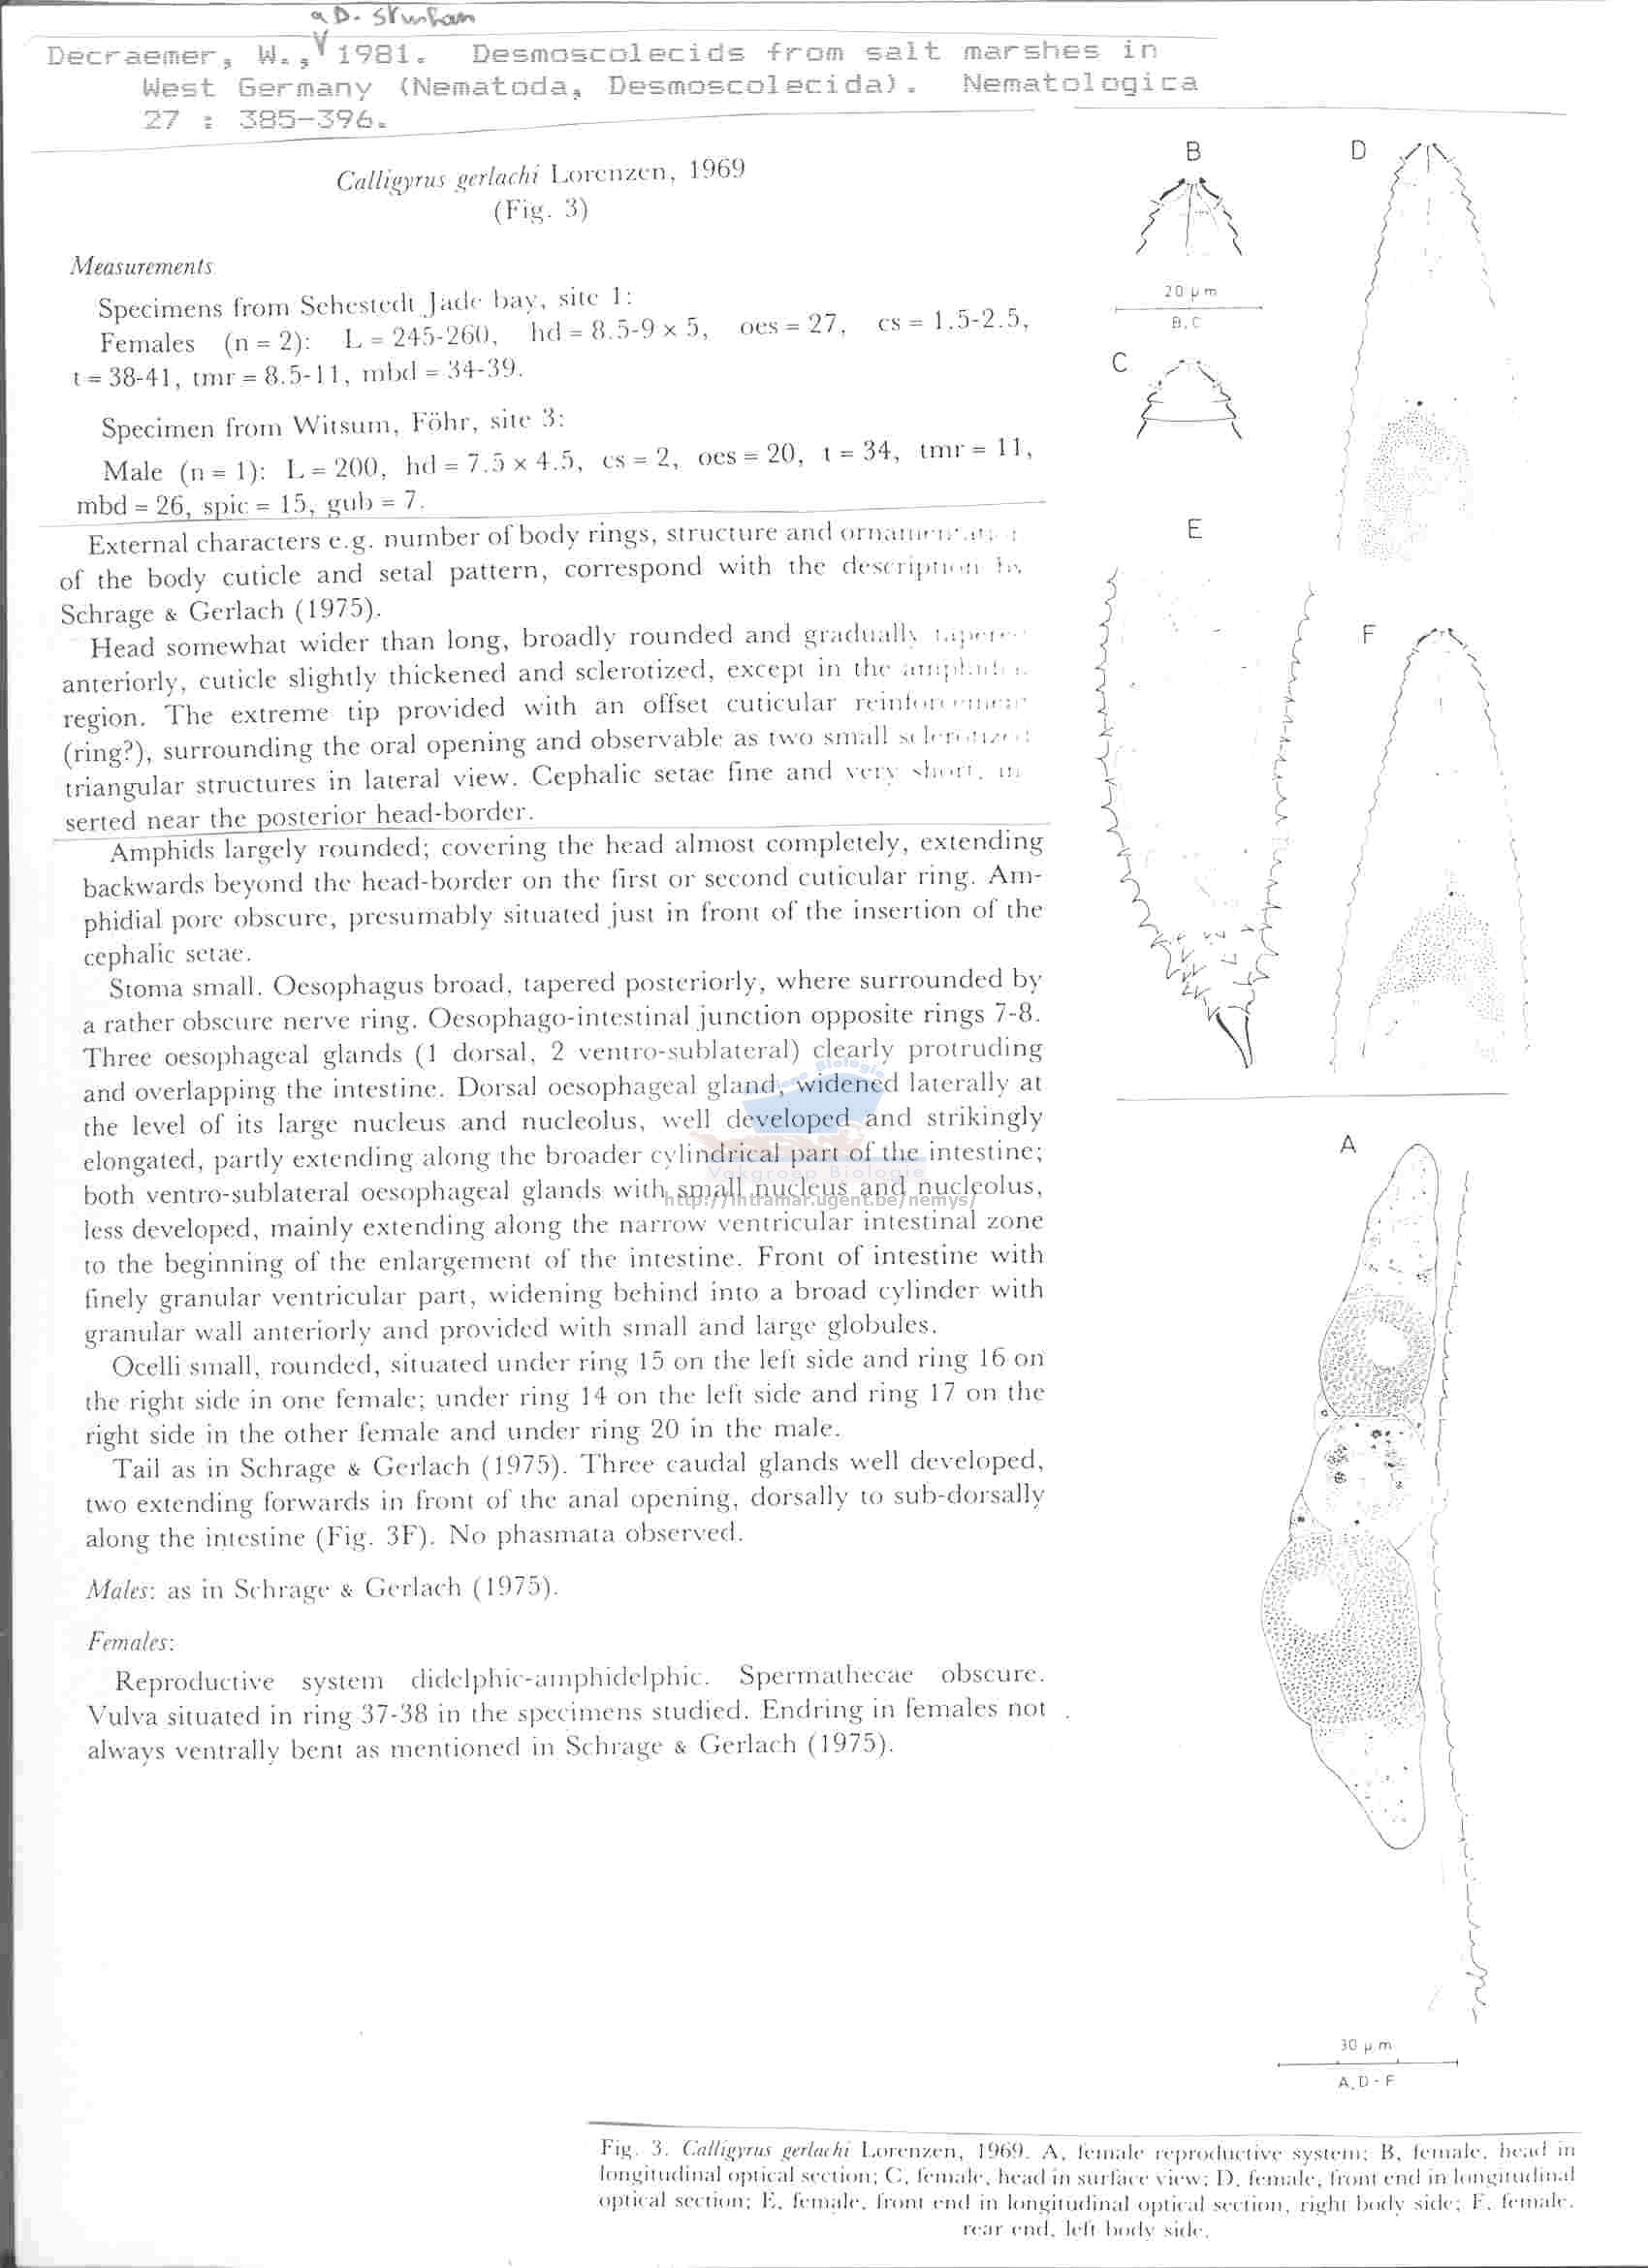 & D. Sturhan
Decraemer, W., V 1981. Desmoscolecids from salt marshes in
West Germany (Nematoda, Desmoscolecida). Nematologica
27 : 385-396.
Calligyrus gerlachi Lorenzen, 1969
(Fig. 3)
Measurements
Specimens from Sehestedt Jade bay, site 1:
Females (n = 2): L = 245-260, hd = 8.5-9 × 5, oes = 27, cs = 1.5-2.5,
t = 38-41, tmr = 8.5-11, mbd = 34-39.
Specimen from Witsum, Föhr, site 3:
Male (n = 1): L = 200, hd = 7.5 × 4.5, cs = 2, oes = 20, t = 34, tmr = 11,
mbd = 26, spic = 15, gub = 7.
External characters e.g. number of body rings, structure and
of the body cuticle and setal pattern, correspond with the description by
Schrage & Gerlach (1975).
Head somewhat wider than long, broadly rounded and gradually tapered
anteriorly, cuticle slightly thickened and sclerotized, except in the
region. The extreme tip provided with an offset cuticular reinforcement
(ring?), surrounding the oral opening and observable as two small sclerotized
triangular structures in lateral view. Cephalic setae fine and very short, in
serted near the posterior head-border.
Amphids largely rounded; covering the head almost completely, extending
backwards beyond the head-border on the first or second cuticular ring. Am-
phidial pore obscure, presumably situated just in front of the insertion of the
cephalic setae.
Stoma small. Oesophagus broad, tapered posteriorly, where surrounded by
a rather obscure nerve ring. Oesophago-intestinal junction opposite rings 7-8.
Three oesophageal glands (1 dorsal, 2 ventro-sublateral) clearly protruding
and overlapping the intestine. Dorsal oesophageal gland, widened laterally at
the level of its large nucleus and nucleolus, well developed and strikingly
elongated, partly extending along the broader cylindrical part of the intestine;
both ventro-sublateral oesophageal glands with small nucleus and nucleolus,
less developed, mainly extending along the narrow ventricular intestinal zone
to the beginning of the enlargement of the intestine. Front of intestine with
finely granular ventricular part, widening behind into a broad cylinder with
granular wall anteriorly and provided with small and large globules.
Ocelli small, rounded, situated under ring 15 on the left side and ring 16 on
the right side in one female; under ring 14 on the left side and ring 17 on the
right side in the other female and under ring 20 in the male.
Tail as in Schrage & Gerlach (1975). Three caudal glands well developed,
two extending forwards in front of the anal opening, dorsally to sub-dorsally
along the intestine (Fig. 3F). No phasmata observed.
Males: as in Schrage & Gerlach (1975).
Females:
Reproductive system didelphic-amphidelphic. Spermathecae obscure.
Vulva situated in ring 37-38 in the specimens studied. Endring in females not
always ventrally bent as mentioned in Schrage & Gerlach (1975).
Vakgroep Biologie
http://intramar.ugent.be/nemys/
B
D
20 µm
B,C
C
E
F
A
30 µm
A,D-F
Fig. 3. Calligyrus gerlachi Lorenzen, 1969. A, female reproductive system; B, female, head in
longitudinal optical section; C, female, head in surface view; D, female, front end in longitudinal
optical section; E, female, front end in longitudinal optical section, right body side; F, female,
rear end, left body side.